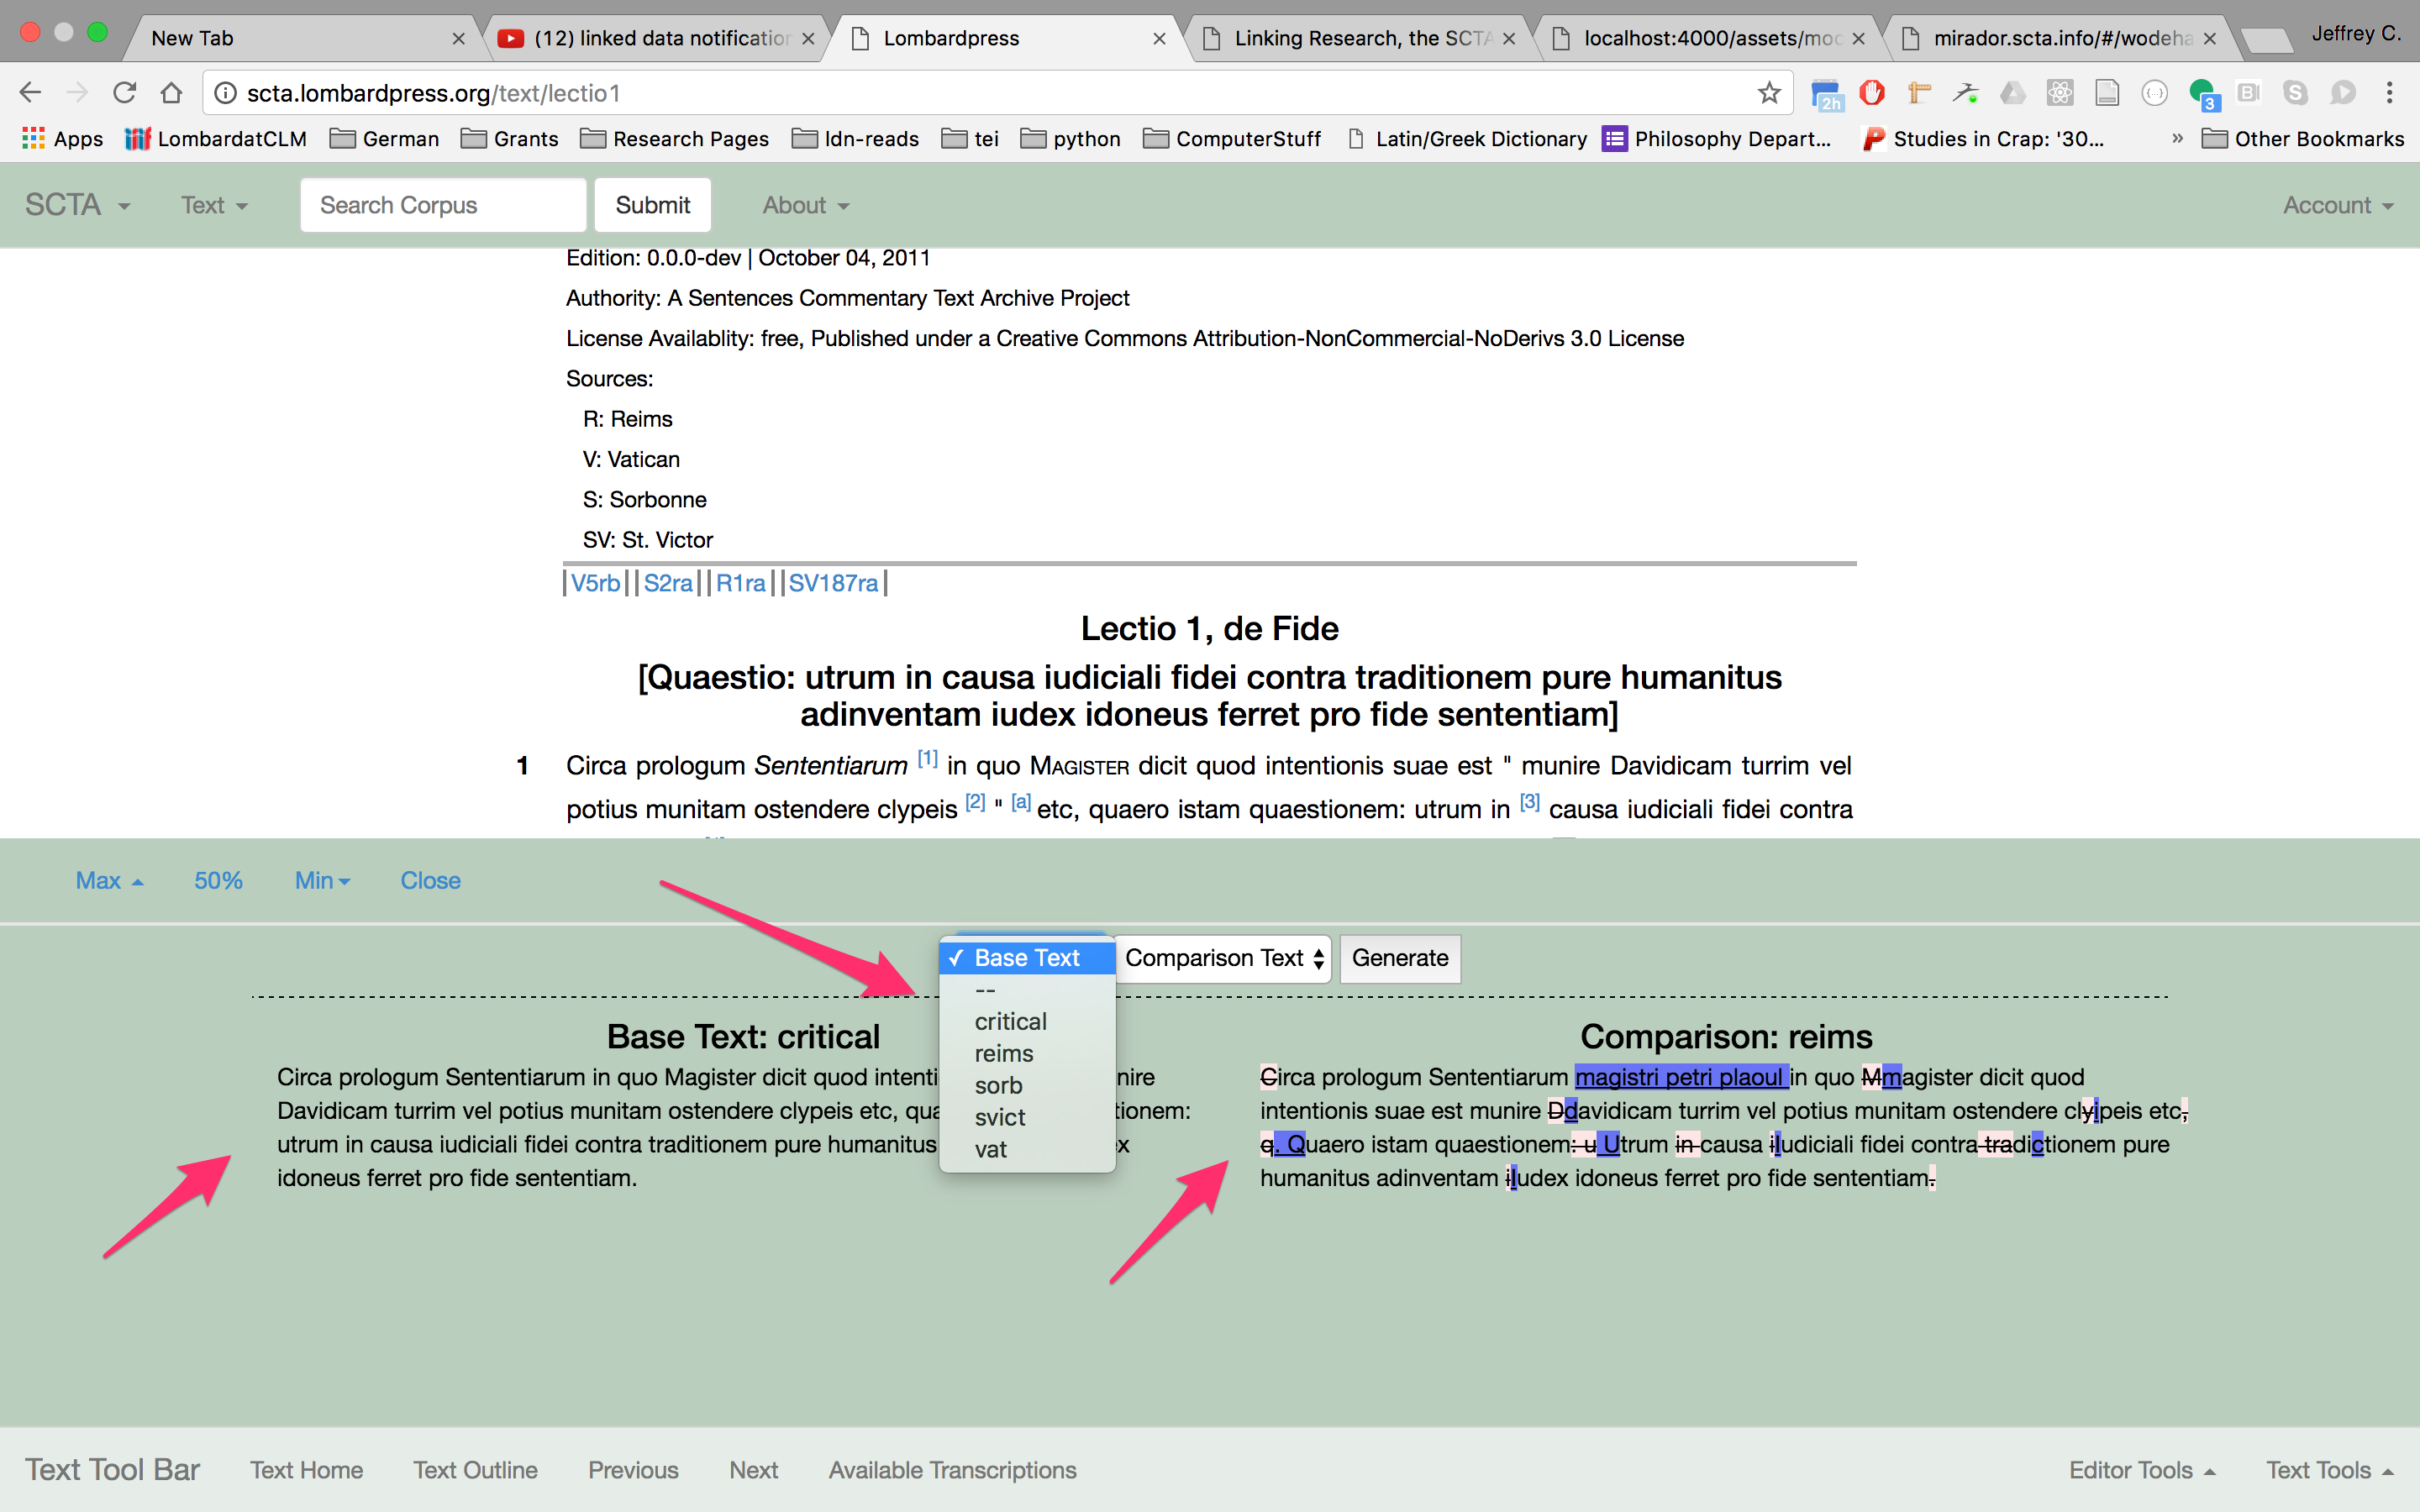 New Tab
(12) linked data notification
Lombardpress
Linking Research, the SCTA
localhost:4000/assets/moc
mirador.scta.info/#/wodeha
Jeffrey C.
scta.lombardpress.org/text/lectio1
2h
3
Apps
LombardatCLM
German
Grants
Research Pages
ldn-reads
tei
python
ComputerStuff
Latin/Greek Dictionary
Philosophy Depart...
Studies in Crap: '30...
»
Other Bookmarks
SCTA
Text
Search Corpus
Submit
About
Account
Edition: 0.0.0-dev | October 04, 2011
Authority: A Sentences Commentary Text Archive Project
License Availablity: free, Published under a Creative Commons Attribution-NonCommercial-NoDerivs 3.0 License
Sources:
R: Reims
V: Vatican
S: Sorbonne
SV: St. Victor
|V5rb||S2ra||R1ra||SV187ra|
Lectio 1, de Fide
[Quaestio: utrum in causa iudiciali fidei contra traditionem pure humanitus
adinventam iudex idoneus ferret pro fide sententiam]
1 Circa prologum Sententiarum [1] in quo Magister dicit quod intentionis suae est " munire Davidicam turrim vel
potius munitam ostendere clypeis [2] " [a] etc, quaero istam quaestionem: utrum in [3] causa iudiciali fidei contra
Max
50%
Min
Close
✓ Base Text
--
critical
reims
sorb
svict
vat
Comparison Text
Generate
Base Text: critical
Circa prologum Sententiarum in quo Magister dicit quod intenti nire
Davidicam turrim vel potius munitam ostendere clypeis etc, qua tionem:
utrum in causa iudiciali fidei contra traditionem pure humanitus x
idoneus ferret pro fide sententiam.
Comparison: reims
Circa prologum Sententiarum magistri petri plaoul in quo Mmagister dicit quod
intentionis suae est munire Ddavidicam turrim vel potius munitam ostendere clyipeis etc,
q. Quaero istam quaestionem: u Utrum in causa iIudiciali fidei contra tradictionem pure
humanitus adinventam iIudex idoneus ferret pro fide sententiam.
Text Tool Bar
Text Home
Text Outline
Previous
Next
Available Transcriptions
Editor Tools
Text Tools